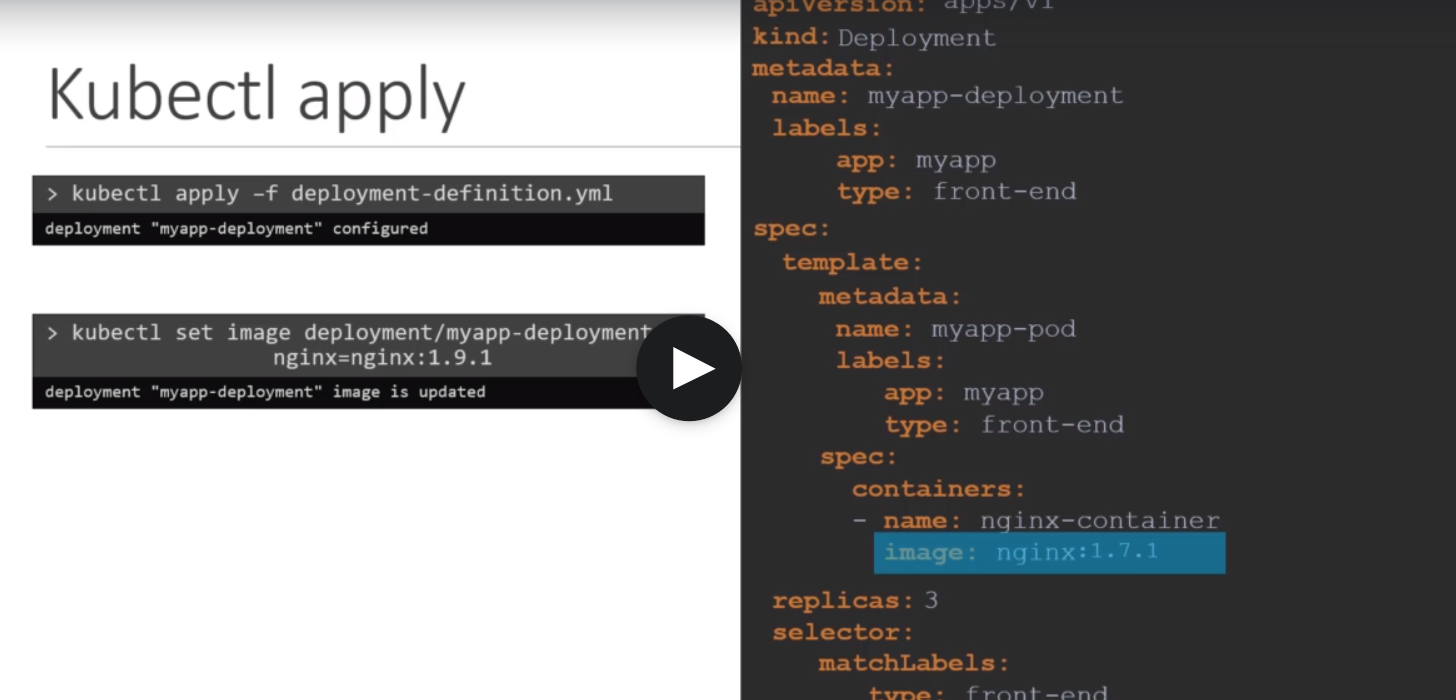 Kubectl apply
> kubectl apply –f deployment-definition.yml
deployment "myapp-deployment" configured
> kubectl set image deployment/myapp-deployment
nginx=nginx:1.9.1
deployment "myapp-deployment" image is updated
apiVersion: apps/v1
kind: Deployment
metadata:
name: myapp-deployment
labels:
app: myapp
type: front-end
spec:
template:
metadata:
name: myapp-pod
labels:
app: myapp
type: front-end
spec:
containers:
- name: nginx-container
image: nginx:1.7.1
replicas: 3
selector:
matchLabels:
type: front-end